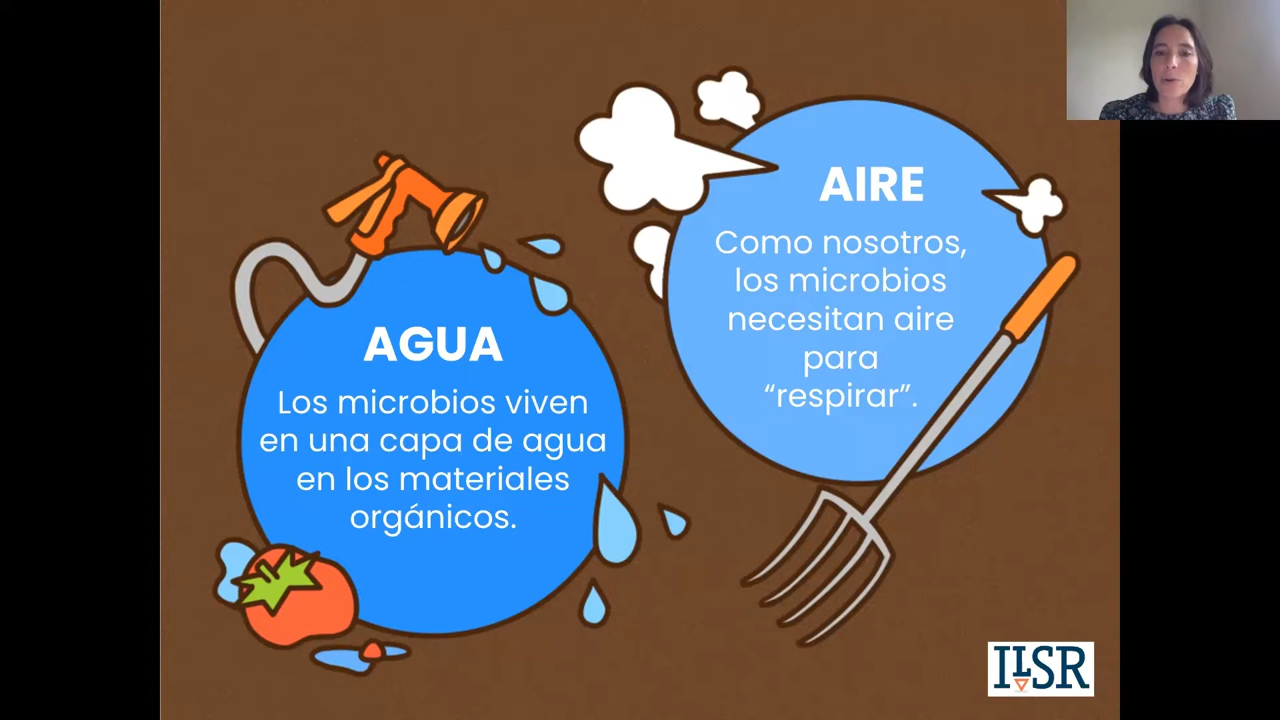 AGUA
Los microbios viven
en una capa de agua
en los materiales
orgánicos.
AIRE
Como nosotros,
los microbios
necesitan aire
para
“respirar”.
ILSR